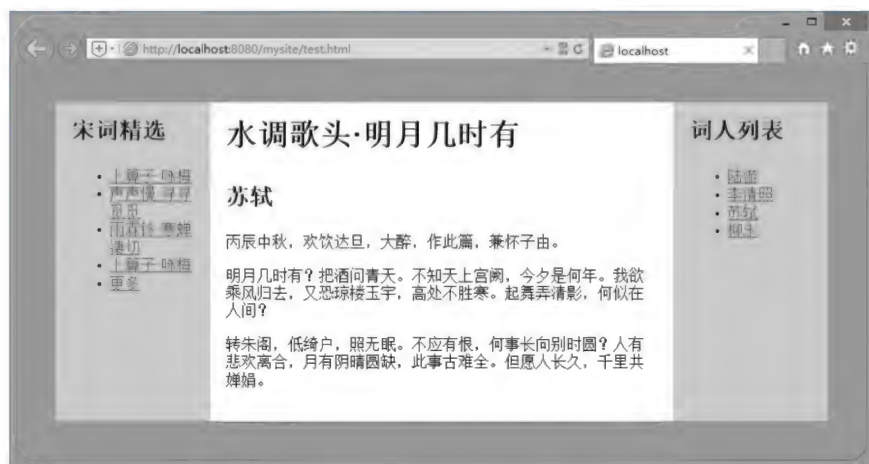 http://localhost:8080/mysite/test.html
localhost
宋词精选
卜算子 咏梅
声声慢 寻寻
觅觅
雨霖铃 寒蝉
凄切
卜算子 咏梅
更多
水调歌头·明月几时有
苏轼
丙辰中秋，欢饮达旦，大醉，作此篇，兼怀子由。
明月几时有？把酒问青天。不知天上宫阙，今夕是何年。我欲
乘风归去，又恐琼楼玉宇，高处不胜寒。起舞弄清影，何似在
人间？
转朱阁，低绮户，照无眠。不应有恨，何事长向别时圆？人有
悲欢离合，月有阴晴圆缺，此事古难全。但愿人长久，千里共
婵娟。
词人列表
陆游
李清照
苏轼
柳永